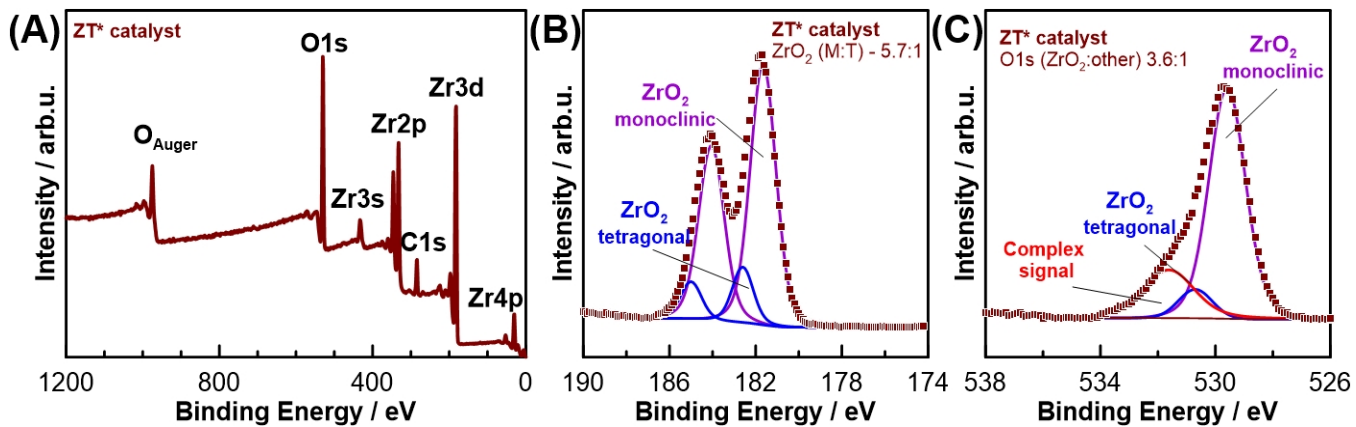 (A)
ZT* catalyst
O1s
Zr3d
Zr2p
O_Auger
Zr3s
C1s
Zr4p
Intensity / arb.u.
1200 800 400 0
Binding Energy / eV
(B)
ZT* catalyst
ZrO₂ (M:T) - 5.7:1
ZrO₂
monoclinic
ZrO₂
tetragonal
Intensity / arb.u.
190 186 182 178 174
Binding Energy / eV
(C)
ZT* catalyst
O1s (ZrO₂:other) 3.6:1
ZrO₂
monoclinic
ZrO₂
tetragonal
Complex
signal
Intensity / arb.u.
538 534 530 526
Binding Energy / eV